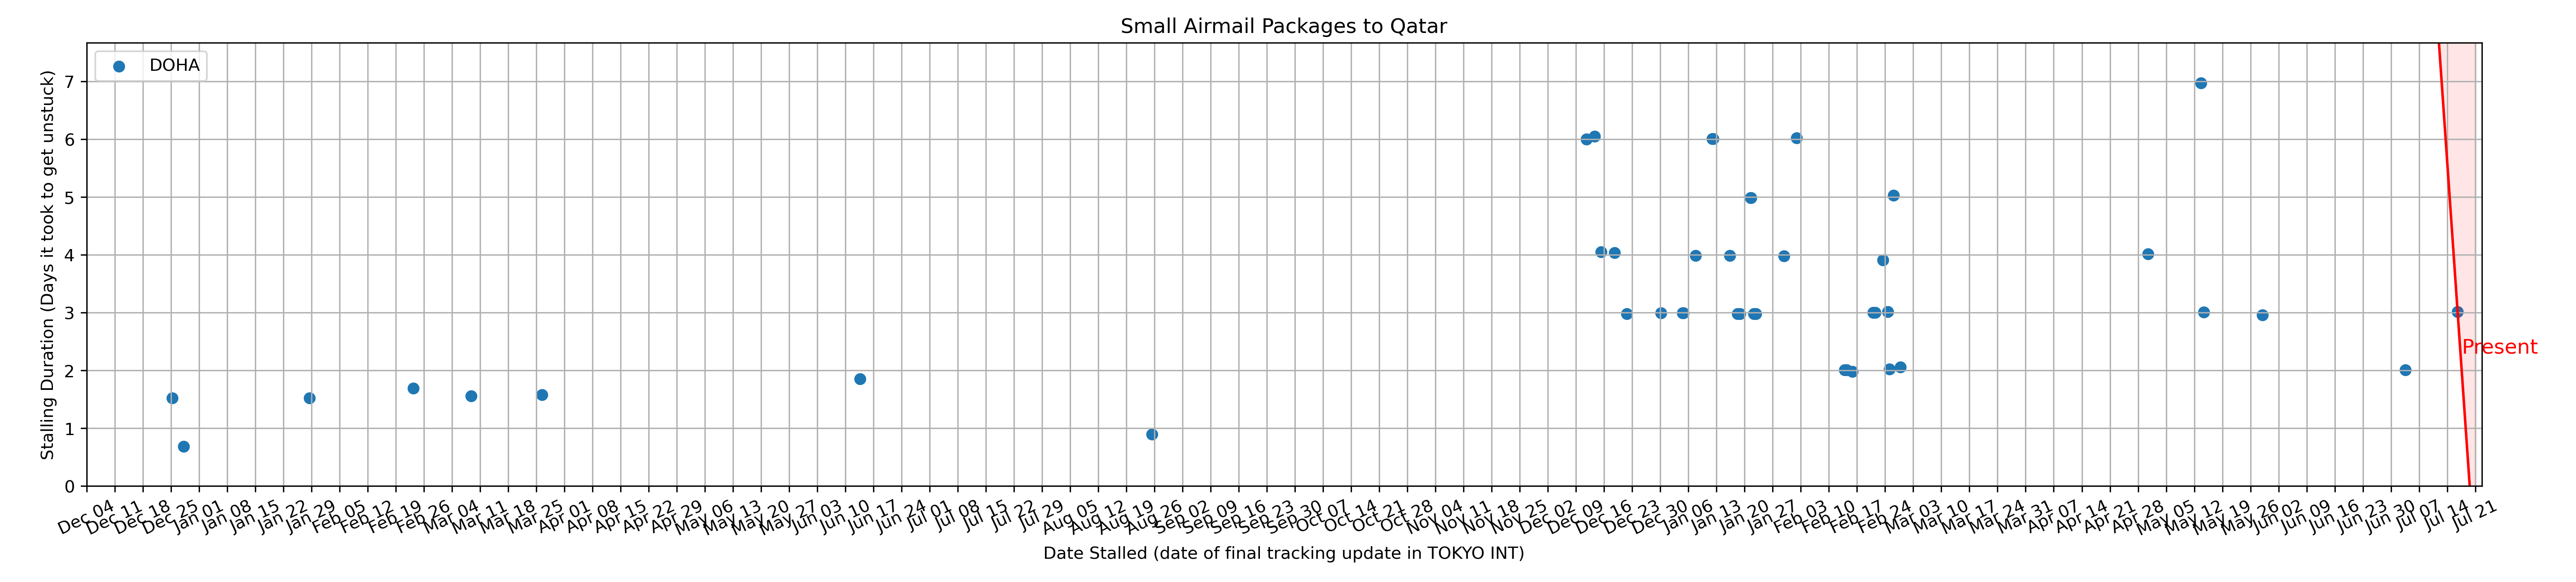 Small Airmail Packages to Qatar
DOHA
Stalling Duration (Days it took to get unstuck)
7
6
5
4
3
2
1
0
Present
Dec 04 Dec 11 Dec 18 Dec 25 Jan 01 Jan 08 Jan 15 Jan 22 Jan 29 Feb 05 Feb 12 Feb 19 Feb 26 Mar 04 Mar 11 Mar 18 Mar 25 Apr 01 Apr 08 Apr 15 Apr 22 Apr 29 May 06 May 13 May 20 May 27 Jun 03 Jun 10 Jun 17 Jun 24 Jul 01 Jul 08 Jul 15 Jul 22 Jul 29 Aug 05 Aug 12 Aug 19 Aug 26 Sep 02 Sep 09 Sep 16 Sep 23 Sep 30 Oct 07 Oct 14 Oct 21 Oct 28 Nov 04 Nov 11 Nov 18 Nov 25 Dec 02 Dec 09 Dec 16 Dec 23 Dec 30 Jan 06 Jan 13 Jan 20 Jan 27 Feb 03 Feb 10 Feb 17 Feb 24 Mar 03 Mar 10 Mar 17 Mar 24 Mar 31 Apr 07 Apr 14 Apr 21 Apr 28 May 05 May 12 May 19 May 26 Jun 02 Jun 09 Jun 16 Jun 23 Jun 30 Jul 07 Jul 14 Jul 21
Date Stalled (date of final tracking update in TOKYO INT)